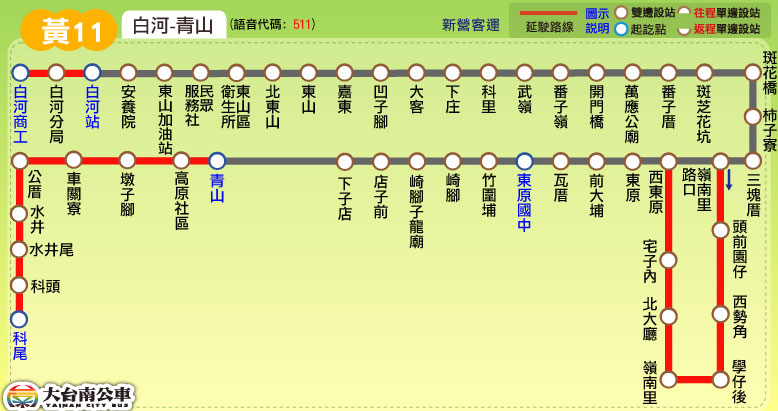 黃11
白河-青山
(語音代碼：511)
新營客運
延駛路線
圖示說明
雙邊設站
起訖點
往程單邊設站
返程單邊設站
白河商工
白河分局
白河站
安養院
東山加油站
民眾服務社
東山區衛生所
北東山
東山
嘉東
凹子腳
大客
下庄
科里
武嶺
番子嶺
開門橋
萬應公廟
番子厝
斑芝花坑
斑花橋
柿子寮
三塊厝
嶺南里路口
西東原
東原
前大埔
瓦厝
東原國中
竹圍埔
崎腳
崎腳子龍廟
店子前
下子店
青山
高原社區
墩子腳
車關寮
公厝
水井
水井尾
科頭
科尾
頭前園仔
西勢角
學仔後
嶺南里
北大廳
宅子內
大台南公車
TAINAN CITY BUS